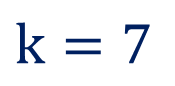 k = 7